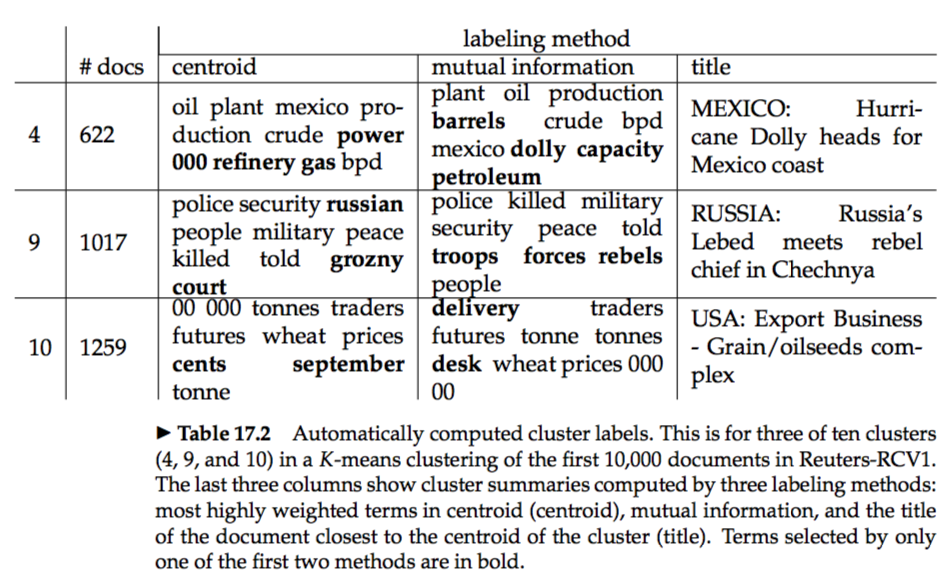 labeling method
# docs centroid mutual information title
4 622 oil plant mexico pro-
duction crude power
000 refinery gas bpd
plant oil production
barrels crude bpd
mexico dolly capacity
petroleum
MEXICO: Hurri-
cane Dolly heads for
Mexico coast
9 1017 police security russian
people military peace
killed told grozny
court
police killed military
security peace told
troops forces rebels
people
RUSSIA: Russia's
Lebed meets rebel
chief in Chechnya
10 1259 00 000 tonnes traders
futures wheat prices
cents september
tonne
delivery traders
futures tonne tonnes
desk wheat prices 000
00
USA: Export Business
- Grain/oilseeds com-
plex
► Table 17.2 Automatically computed cluster labels. This is for three of ten clusters
(4, 9, and 10) in a K-means clustering of the first 10,000 documents in Reuters-RCV1.
The last three columns show cluster summaries computed by three labeling methods:
most highly weighted terms in centroid (centroid), mutual information, and the title
of the document closest to the centroid of the cluster (title). Terms selected by only
one of the first two methods are in bold.